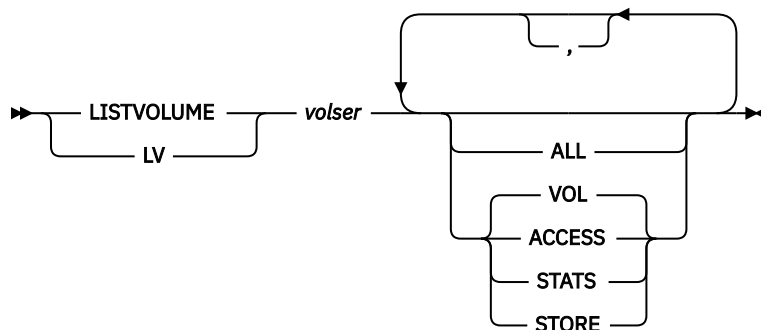 ,
LISTVOLUME volser
LV
ALL
VOL
ACCESS
STATS
STORE